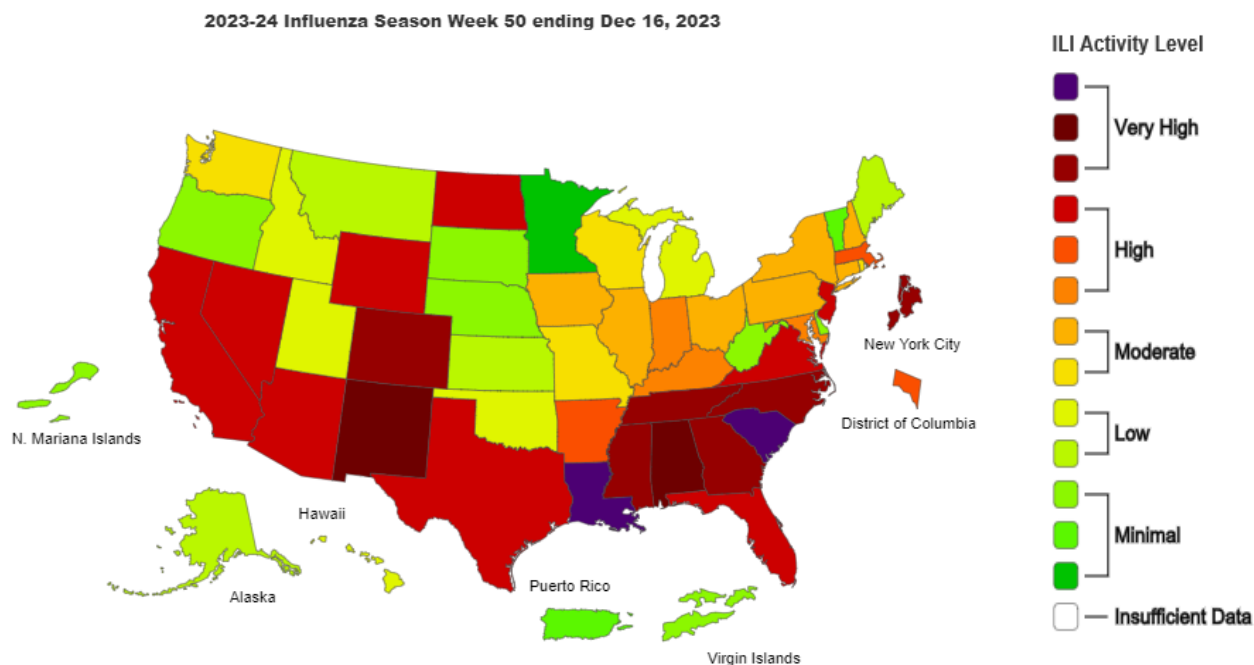 2023-24 Influenza Season Week 50 ending Dec 16, 2023
ILI Activity Level
Very High
High
Moderate
Low
Minimal
Insufficient Data
New York City
District of Columbia
N. Mariana Islands
Hawaii
Alaska
Puerto Rico
Virgin Islands